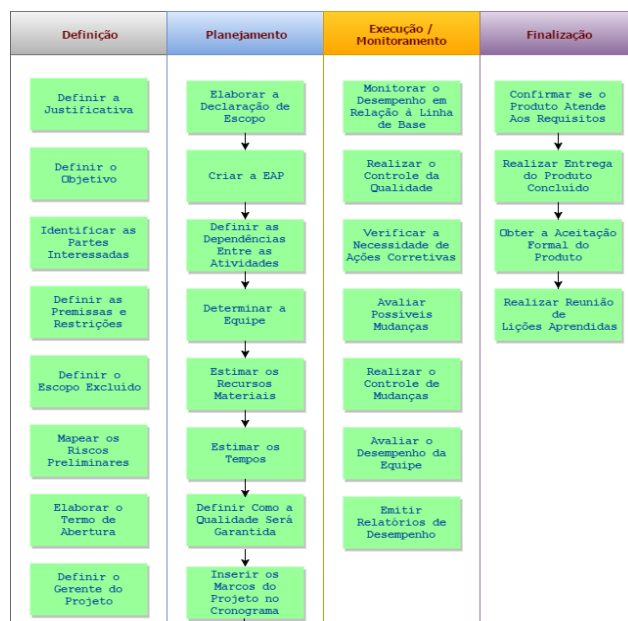 Definição
Definir a
Justificativa
Definir o
Objetivo
Identificar as
Partes
Interessadas
Definir as
Premissas e
Restrições
Definir o
Escopo Excluído
Mapear os
Riscos
Preliminares
Elaborar o
Termo de
Abertura
Definir o
Gerente do
Projeto
Planejamento
Elaborar a
Declaração de
Escopo
Criar a EAP
Definir as
Dependências
Entre as
Atividades
Determinar a
Equipe
Estimar os
Recursos
Materiais
Estimar os
Tempos
Definir Como a
Qualidade Será
Garantida
Inserir os
Marcos do
Projeto no
Cronograma
Execução /
Monitoramento
Monitorar o
Desempenho em
Relação à Linha
de Base
Realizar o
Controle da
Qualidade
Verificar a
Necessidade de
Ações Corretivas
Avaliar
Possíveis
Mudanças
Realizar o
Controle de
Mudanças
Avaliar o
Desempenho da
Equipe
Emitir
Relatórios de
Desempenho
Finalização
Confirmar se o
Produto Atende
Aos Requisitos
Realizar Entrega
do Produto
Concluído
Obter a Aceitação
Formal do
Produto
Realizar Reunião
de
Lições Aprendidas